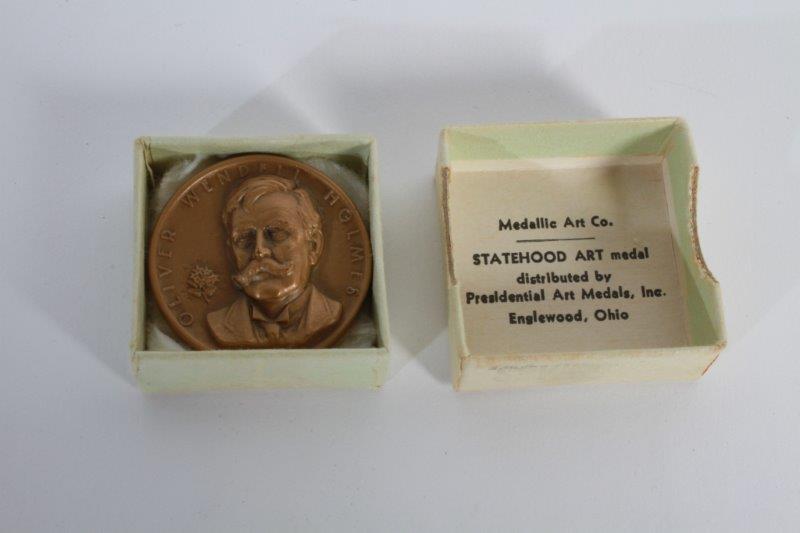 OLIVER WENDELL HOLMES
Medallic Art Co.
STATEHOOD ART medal
distributed by
Presidential Art Medals, Inc.
Englewood, Ohio